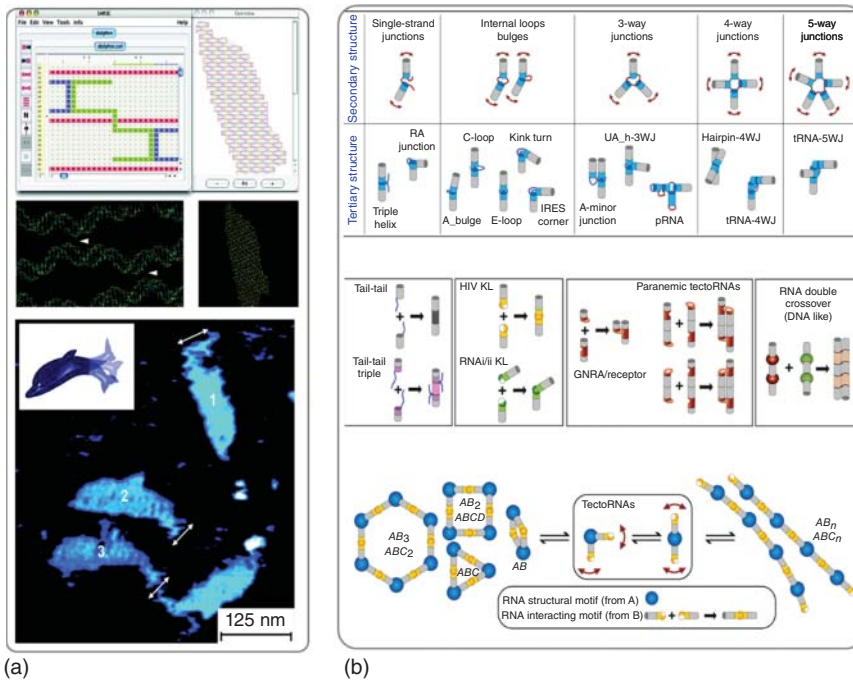 SARSE
File Edit View Tools Info
Help
Overview
dolphin
dolphin.col
N
Fit
+
1
2
3
125 nm
(a)
Secondary structure
Single-strand
junctions
Internal loops
bulges
3-way
junctions
4-way
junctions
5-way
junctions
Tertiary structure
RA
junction
Triple
helix
C-loop
Kink turn
A_bulge
E-loop
IRES
corner
UA_h-3WJ
A-minor
junction
pRNA
Hairpin-4WJ
tRNA-4WJ
tRNA-5WJ
Tail-tail
+
Tail-tail
triple
+
HIV KL
+
RNAi/ii KL
+
Paranemic tectoRNAs
+
GNRA/receptor
+
+
RNA double
crossover
(DNA like)
+
AB3
ABC2
AB2
ABCD
ABC
AB
TectoRNAs
ABn
ABCn
RNA structural motif (from A)
RNA interacting motif (from B)
+
(b)